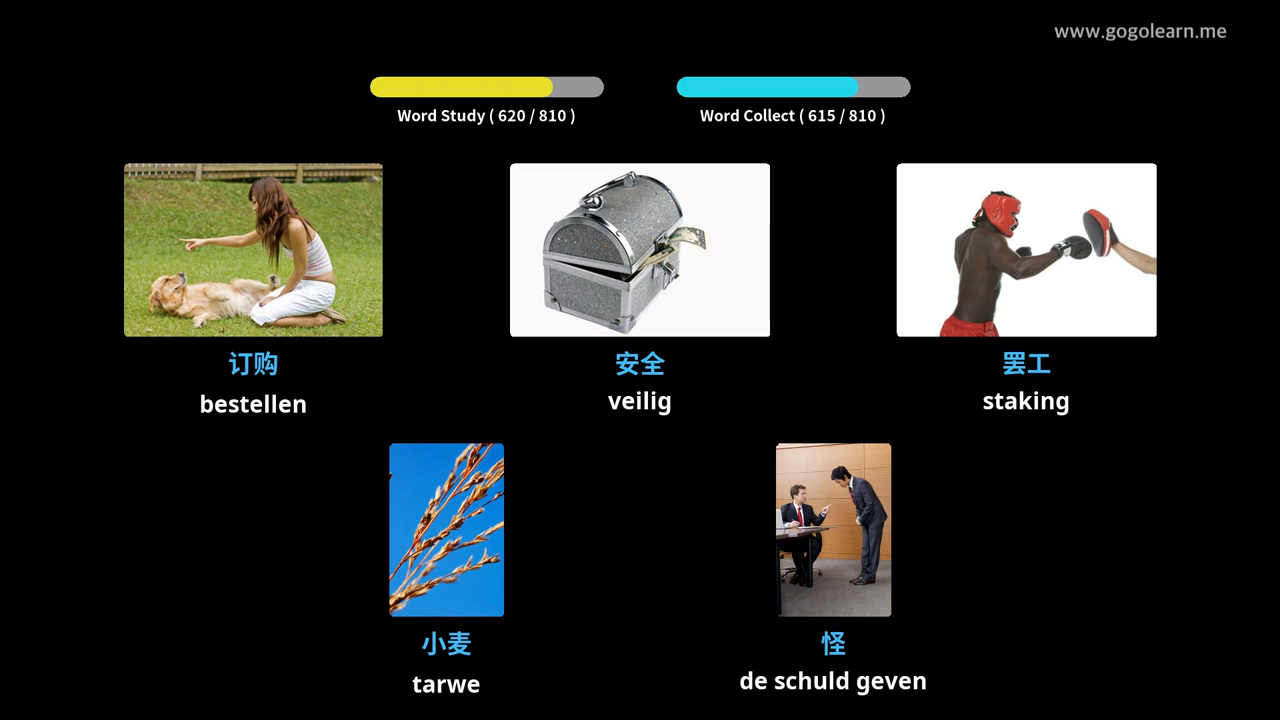 www.gogolearn.me
Word Study ( 620 / 810 )
Word Collect ( 615 / 810 )
订购
bestellen
安全
veilig
罢工
staking
小麦
tarwe
怪
de schuld geven